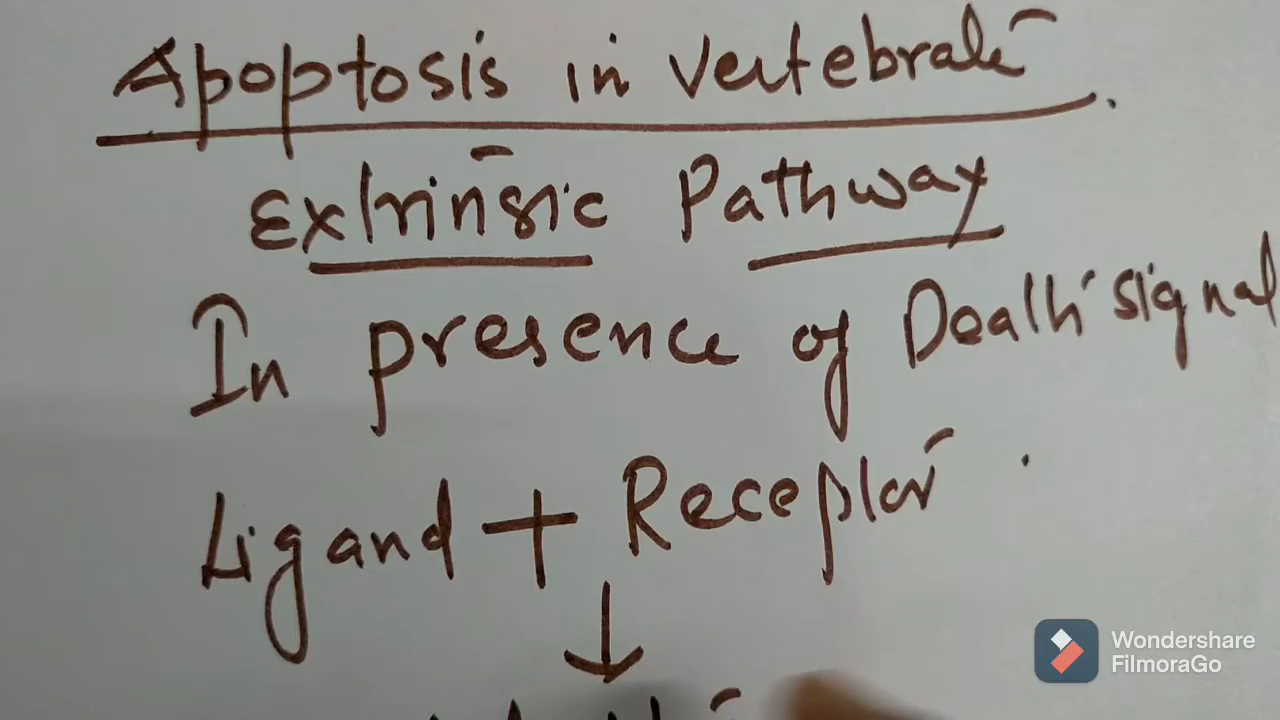 Apoptosis in vertebrate.
Extrinsic Pathway
In presence of Death signal
Ligand + Receptor
↓
Wondershare
FilmoraGo